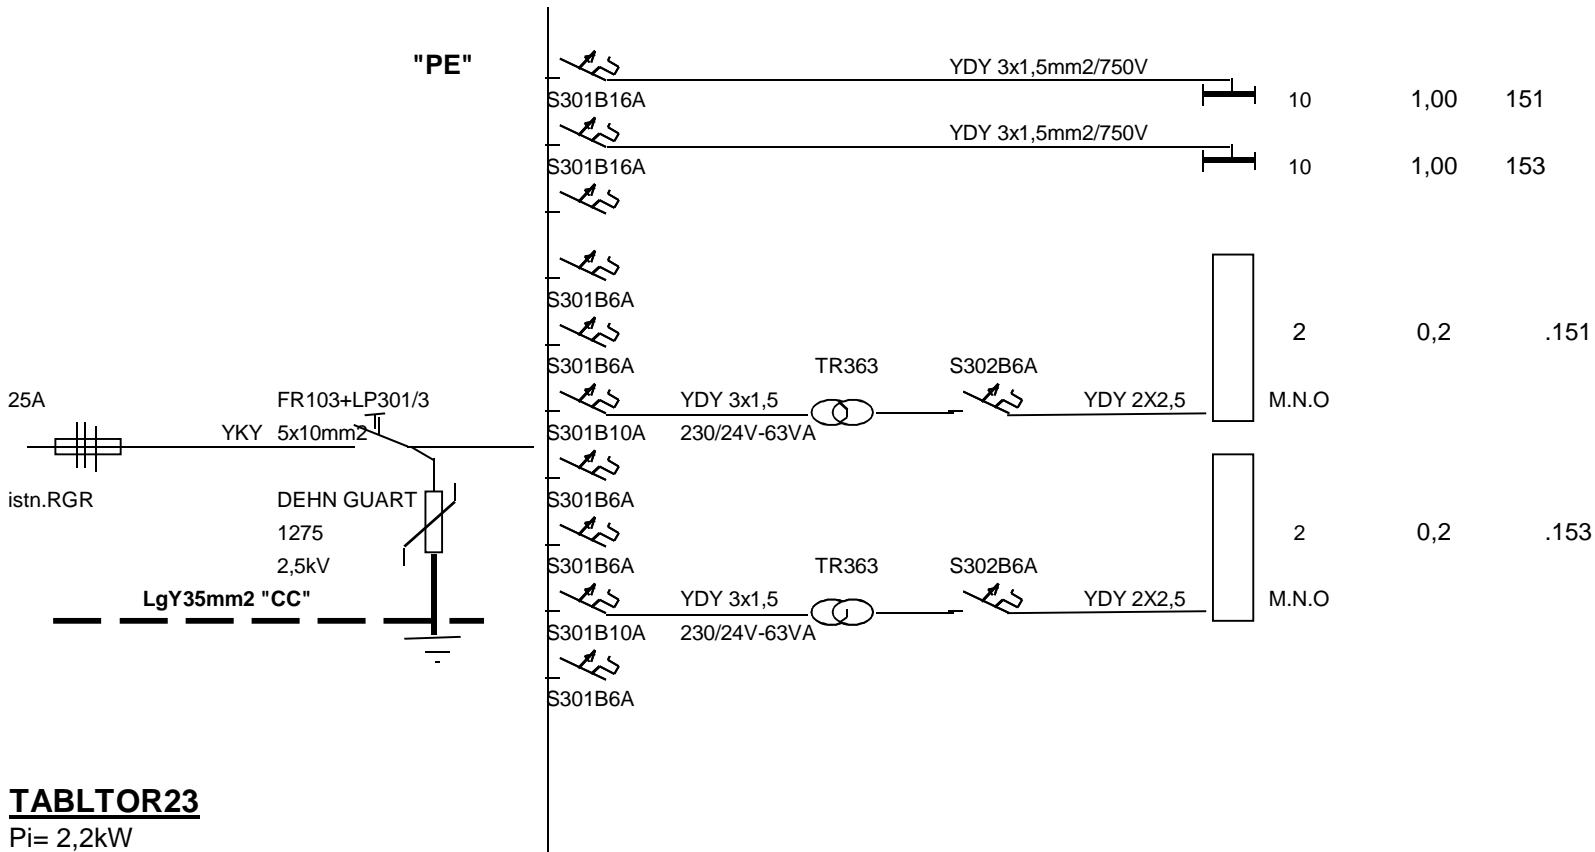 "PE"
YDY 3x1,5mm2/750V
S301B16A
10 1,00 151
YDY 3x1,5mm2/750V
S301B16A
10 1,00 153
S301B6A
2 0,2 .151
S301B6A TR363 S302B6A
25A FR103+LP301/3 YDY 3x1,5 YDY 2X2,5 M.N.O
YKY 5x10mm2 S301B10A 230/24V-63VA
istn.RGR DEHN GUART S301B6A
1275 2 0,2 .153
2,5kV S301B6A TR363 S302B6A
LgY35mm2 "CC" YDY 3x1,5 YDY 2X2,5 M.N.O
S301B10A 230/24V-63VA
S301B6A
TABLTOR23
Pi= 2,2kW